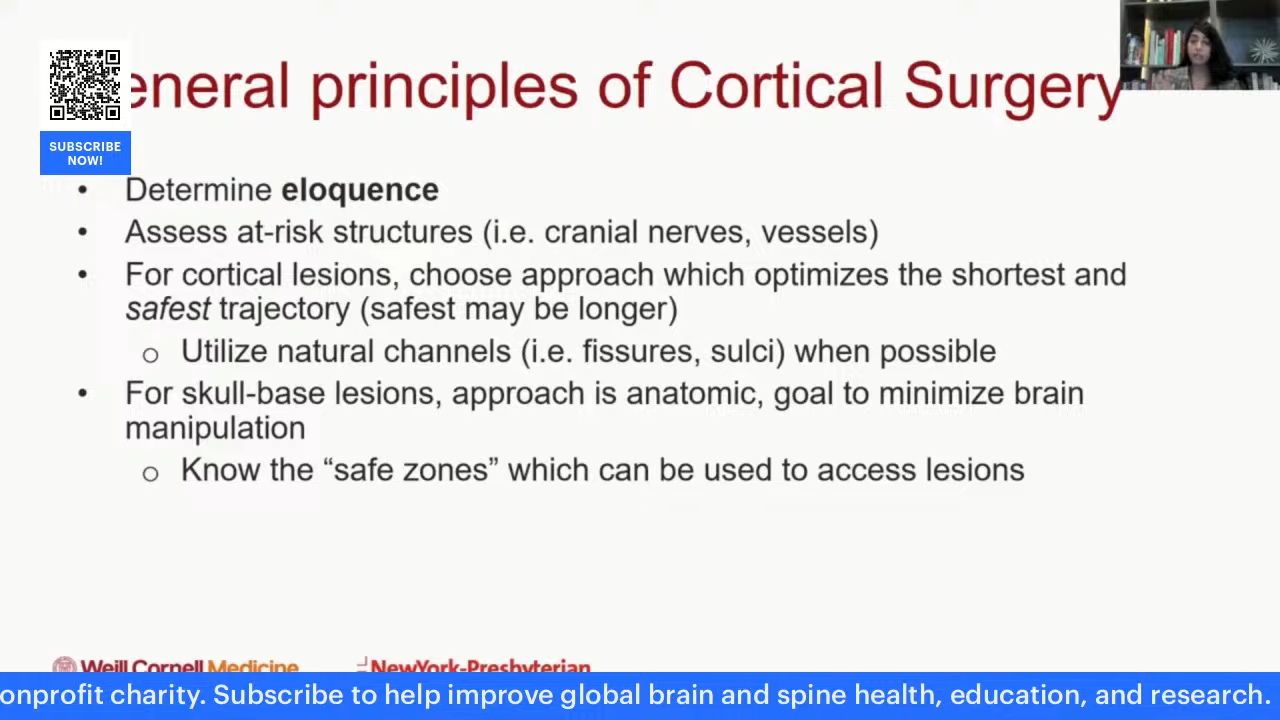 eneral principles of Cortical Surgery
SUBSCRIBE
NOW!
• Determine eloquence
• Assess at-risk structures (i.e. cranial nerves, vessels)
• For cortical lesions, choose approach which optimizes the shortest and
safest trajectory (safest may be longer)
o Utilize natural channels (i.e. fissures, sulci) when possible
• For skull-base lesions, approach is anatomic, goal to minimize brain
manipulation
o Know the “safe zones” which can be used to access lesions
Weill Cornell Medicine
NewYork-Presbyterian
onprofit charity. Subscribe to help improve global brain and spine health, education, and research.